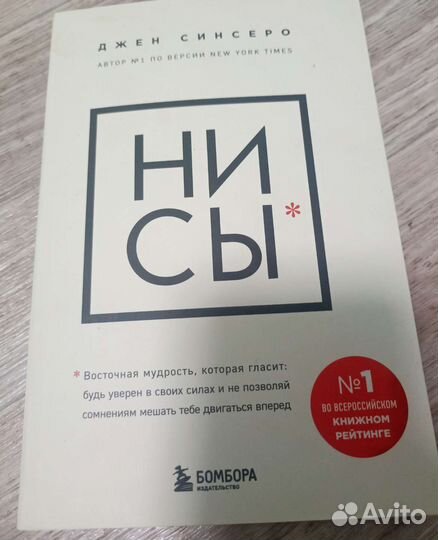 ДЖЕН СИНСЕРО
АВТОР №1 ПО ВЕРСИИ NEW YORK TIMES
НИ
СЫ*
* Восточная мудрость, которая гласит:
будь уверен в своих силах и не позволяй
сомнениям мешать тебе двигаться вперед
№1
ВО ВСЕРОССИЙСКОМ
КНИЖНОМ
РЕЙТИНГЕ
БОМБОРА
ИЗДАТЕЛЬСТВО
Avito